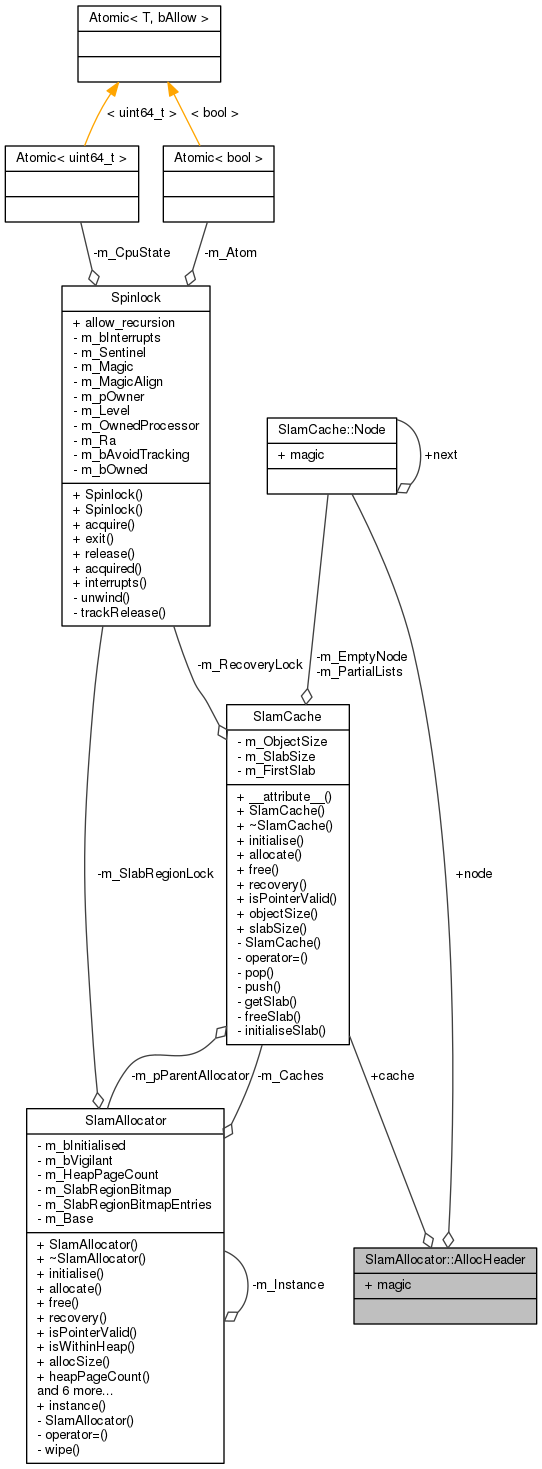 Atomic< T, bAllow >
< uint64_t >
< bool >
Atomic< uint64_t >
Atomic< bool >
-m_CpuState
-m_Atom
Spinlock
+ allow_recursion
- m_bInterrupts
- m_Sentinel
- m_Magic
- m_MagicAlign
- m_pOwner
- m_Level
- m_OwnedProcessor
- m_Ra
- m_bAvoidTracking
- m_bOwned
+ Spinlock()
+ Spinlock()
+ acquire()
+ exit()
+ release()
+ acquired()
+ interrupts()
- unwind()
- trackRelease()
SlamCache::Node
+ magic
+next
-m_RecoveryLock
-m_EmptyNode
-m_PartialLists
SlamCache
- m_ObjectSize
- m_SlabSize
- m_FirstSlab
+ __attribute__()
+ SlamCache()
+ ~SlamCache()
+ initialise()
+ allocate()
+ free()
+ recovery()
+ isPointerValid()
+ objectSize()
+ slabSize()
- SlamCache()
- operator=()
- pop()
- push()
- getSlab()
- freeSlab()
- initialiseSlab()
-m_SlabRegionLock
+node
-m_pParentAllocator
-m_Caches
+cache
SlamAllocator
- m_bInitialised
- m_bVigilant
- m_HeapPageCount
- m_SlabRegionBitmap
- m_SlabRegionBitmapEntries
- m_Base
+ SlamAllocator()
+ ~SlamAllocator()
+ initialise()
+ allocate()
+ free()
+ recovery()
+ isPointerValid()
+ isWithinHeap()
+ allocSize()
+ heapPageCount()
and 6 more...
+ instance()
- SlamAllocator()
- operator=()
- wipe()
-m_Instance
SlamAllocator::AllocHeader
+ magic